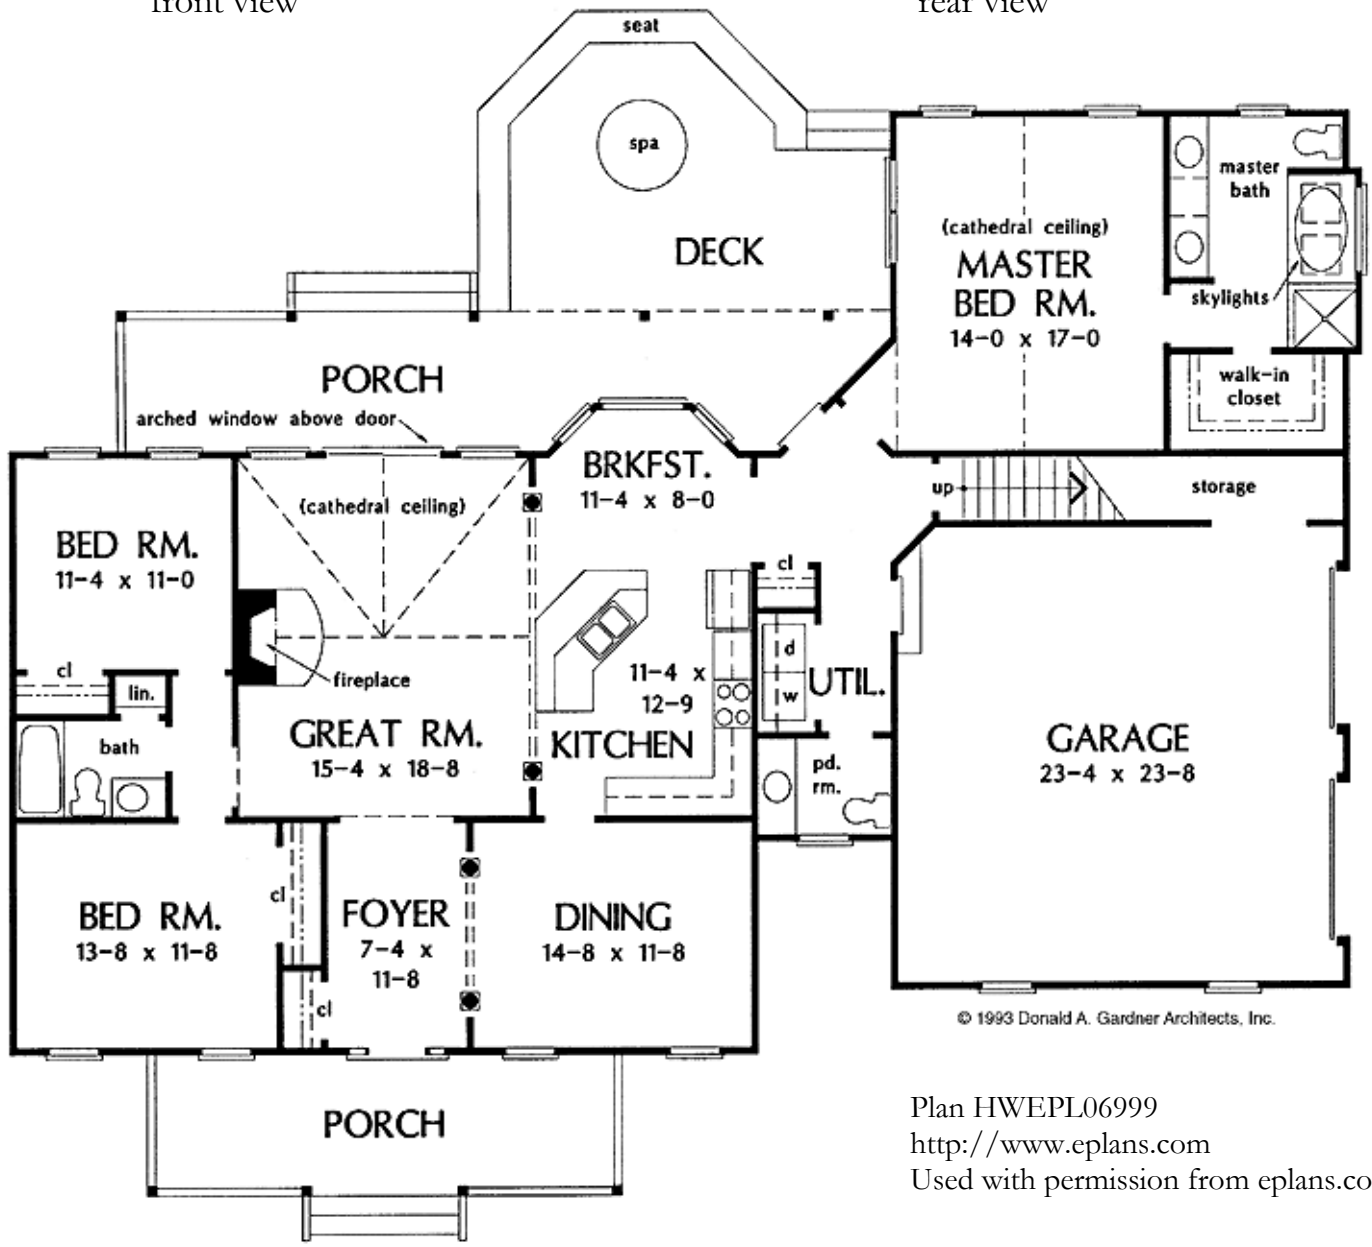 front view
rear view
seat
spa
DECK
master
bath
(cathedral ceiling)
MASTER
BED RM.
14-0 x 17-0
skylights
walk-in
closet
PORCH
arched window above door
BRKFST.
11-4 x 8-0
(cathedral ceiling)
up
storage
BED RM.
11-4 x 11-0
cl
cl
lin.
fireplace
11-4 x
12-9
d
w
UTIL.
bath
GREAT RM.
15-4 x 18-8
KITCHEN
GARAGE
23-4 x 23-8
pd.
rm.
cl
BED RM.
13-8 x 11-8
FOYER
7-4 x
11-8
DINING
14-8 x 11-8
cl
© 1993 Donald A. Gardner Architects, Inc.
PORCH
Plan HWEPL06999
http://www.eplans.com
Used with permission from eplans.co